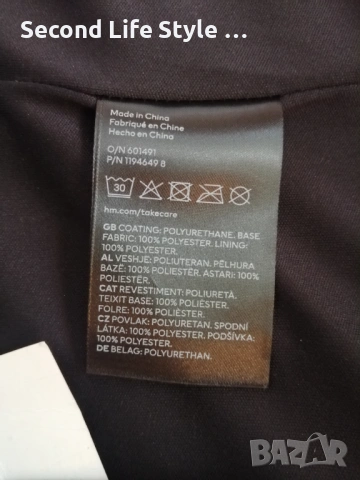 Second Life Style ...
Made in China
Fabriqué en Chine
Hecho en China
O/N 601491
P/N 1194649 8
30
hm.com/takecare
GB COATING: POLYURETHANE. BASE
FABRIC: 100% POLYESTER. LINING:
100% POLYESTER.
AL VESHJE: POLIURETAN. PËLHURA
BAZË: 100% POLIESTËR. ASTARI: 100%
POLIESTËR.
CAT REVESTIMENT: POLIURETÀ.
TEIXIT BASE: 100% POLIÈSTER.
FOLRE: 100% POLIÈSTER.
CZ POVLAK: POLYURETAN. SPODNÍ
LÁTKA: 100% POLYESTER. PODŠÍVKA:
100% POLYESTER.
DE BELAG: POLYURETHAN.
BAZAR